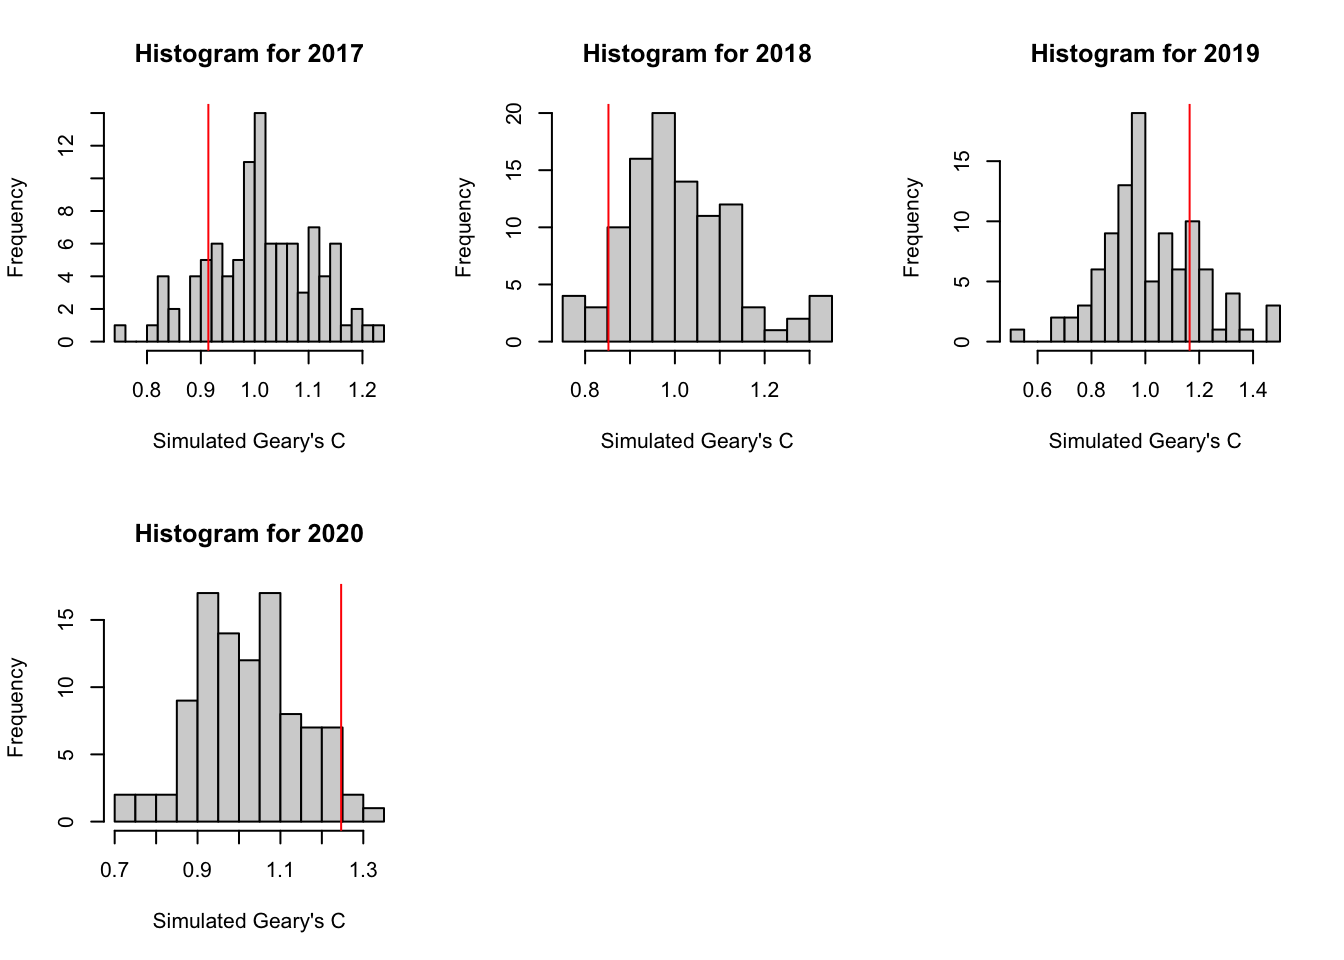 Histogram for 2017
Frequency
0 2 4 6 8 12
0.8 0.9 1.0 1.1 1.2
Simulated Geary's C
Histogram for 2018
Frequency
0 5 10 15 20
0.8 1.0 1.2
Simulated Geary's C
Histogram for 2019
Frequency
0 5 10 15
0.6 0.8 1.0 1.2 1.4
Simulated Geary's C
Histogram for 2020
Frequency
0 5 10 15
0.7 0.9 1.1 1.3
Simulated Geary's C